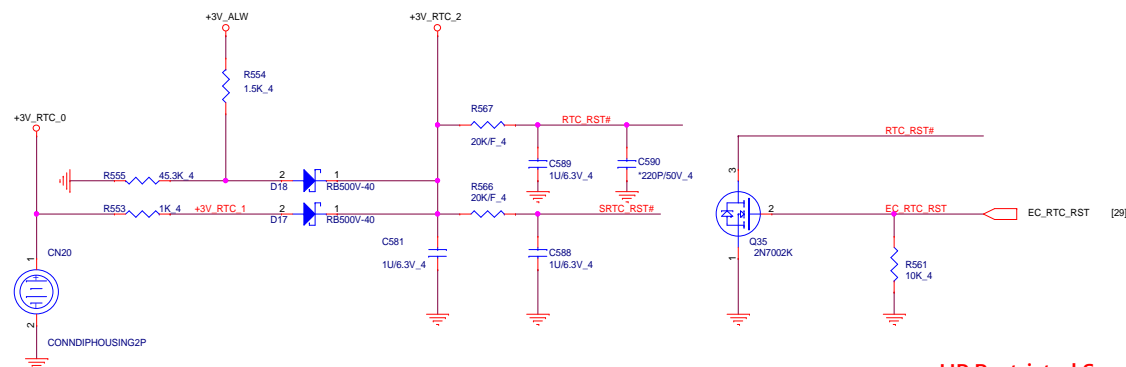 +3V_ALW
+3V_RTC_2
R554
1.5K_4
+3V_RTC_0
R567
RTC_RST#
RTC_RST#
20K/F_4
3
C589
1U/6.3V_4
C590
*220P/50V_4
R555
45.3K_4
2
1
D18
RB500V-40
R566
20K/F_4
R553
1K_4
+3V_RTC_1
2
1
D17
RB500V-40
SRTC_RST#
2
EC_RTC_RST
EC_RTC_RST
[29]
Q35
2N7002K
C581
1U/6.3V_4
C588
1U/6.3V_4
1
R561
10K_4
CN20
1
2
CONNDIPHOUSING2P